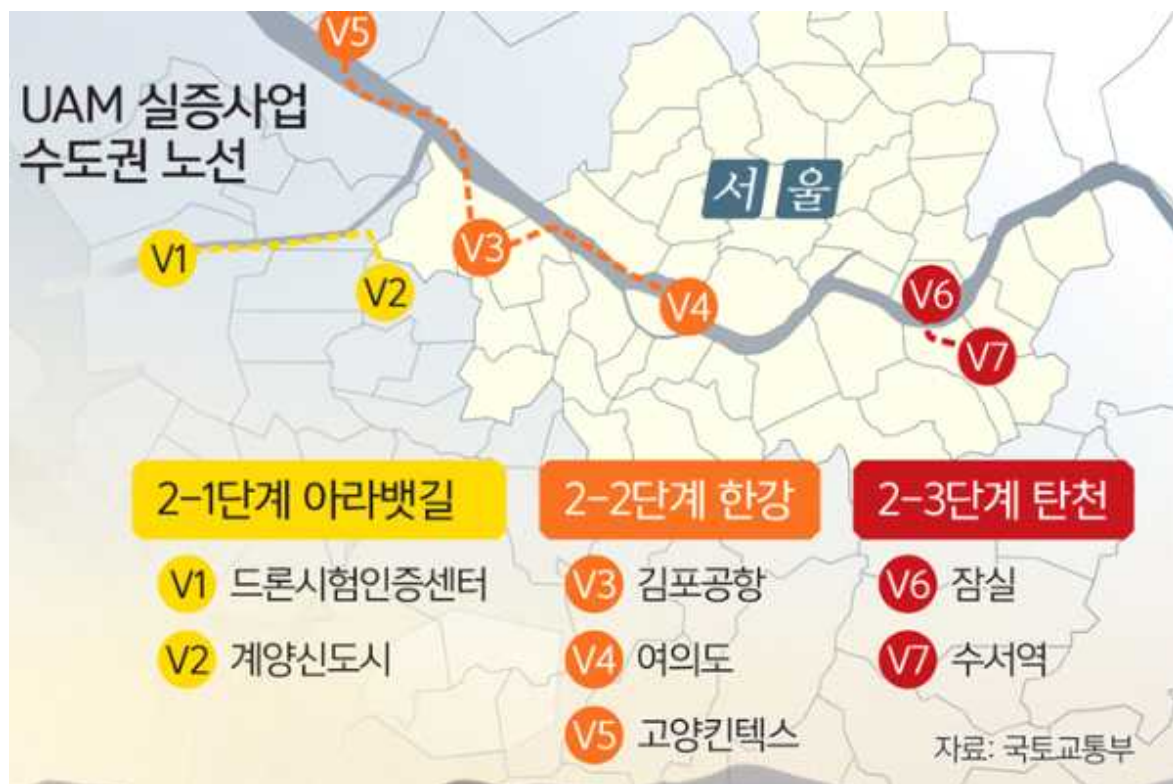 V5
UAM 실증사업
수도권 노선
서울
V1
V2
V3
V4
V6
V7
2-1단계 아라뱃길
V1 드론시험인증센터
V2 계양신도시
2-2단계 한강
V3 김포공항
V4 여의도
V5 고양킨텍스
2-3단계 탄천
V6 잠실
V7 수서역
자료: 국토교통부